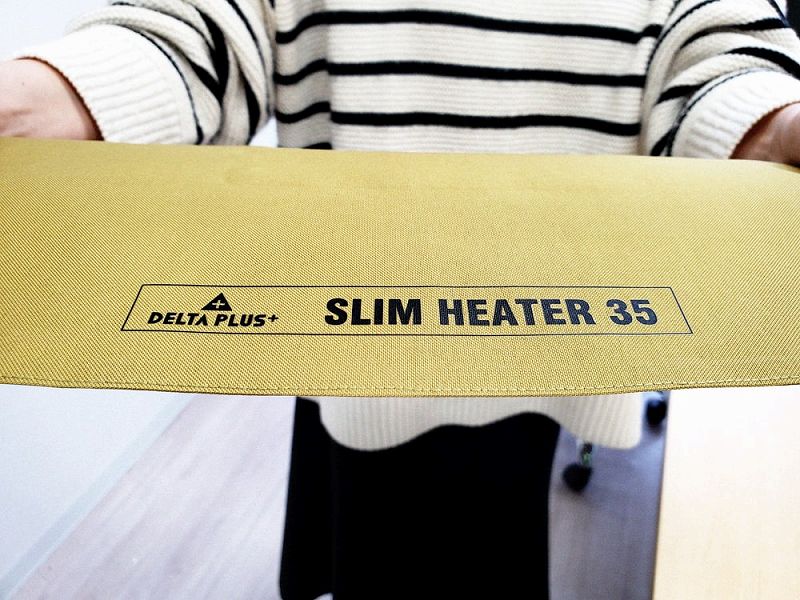 DELTA PLUS+ SLIM HEATER 35